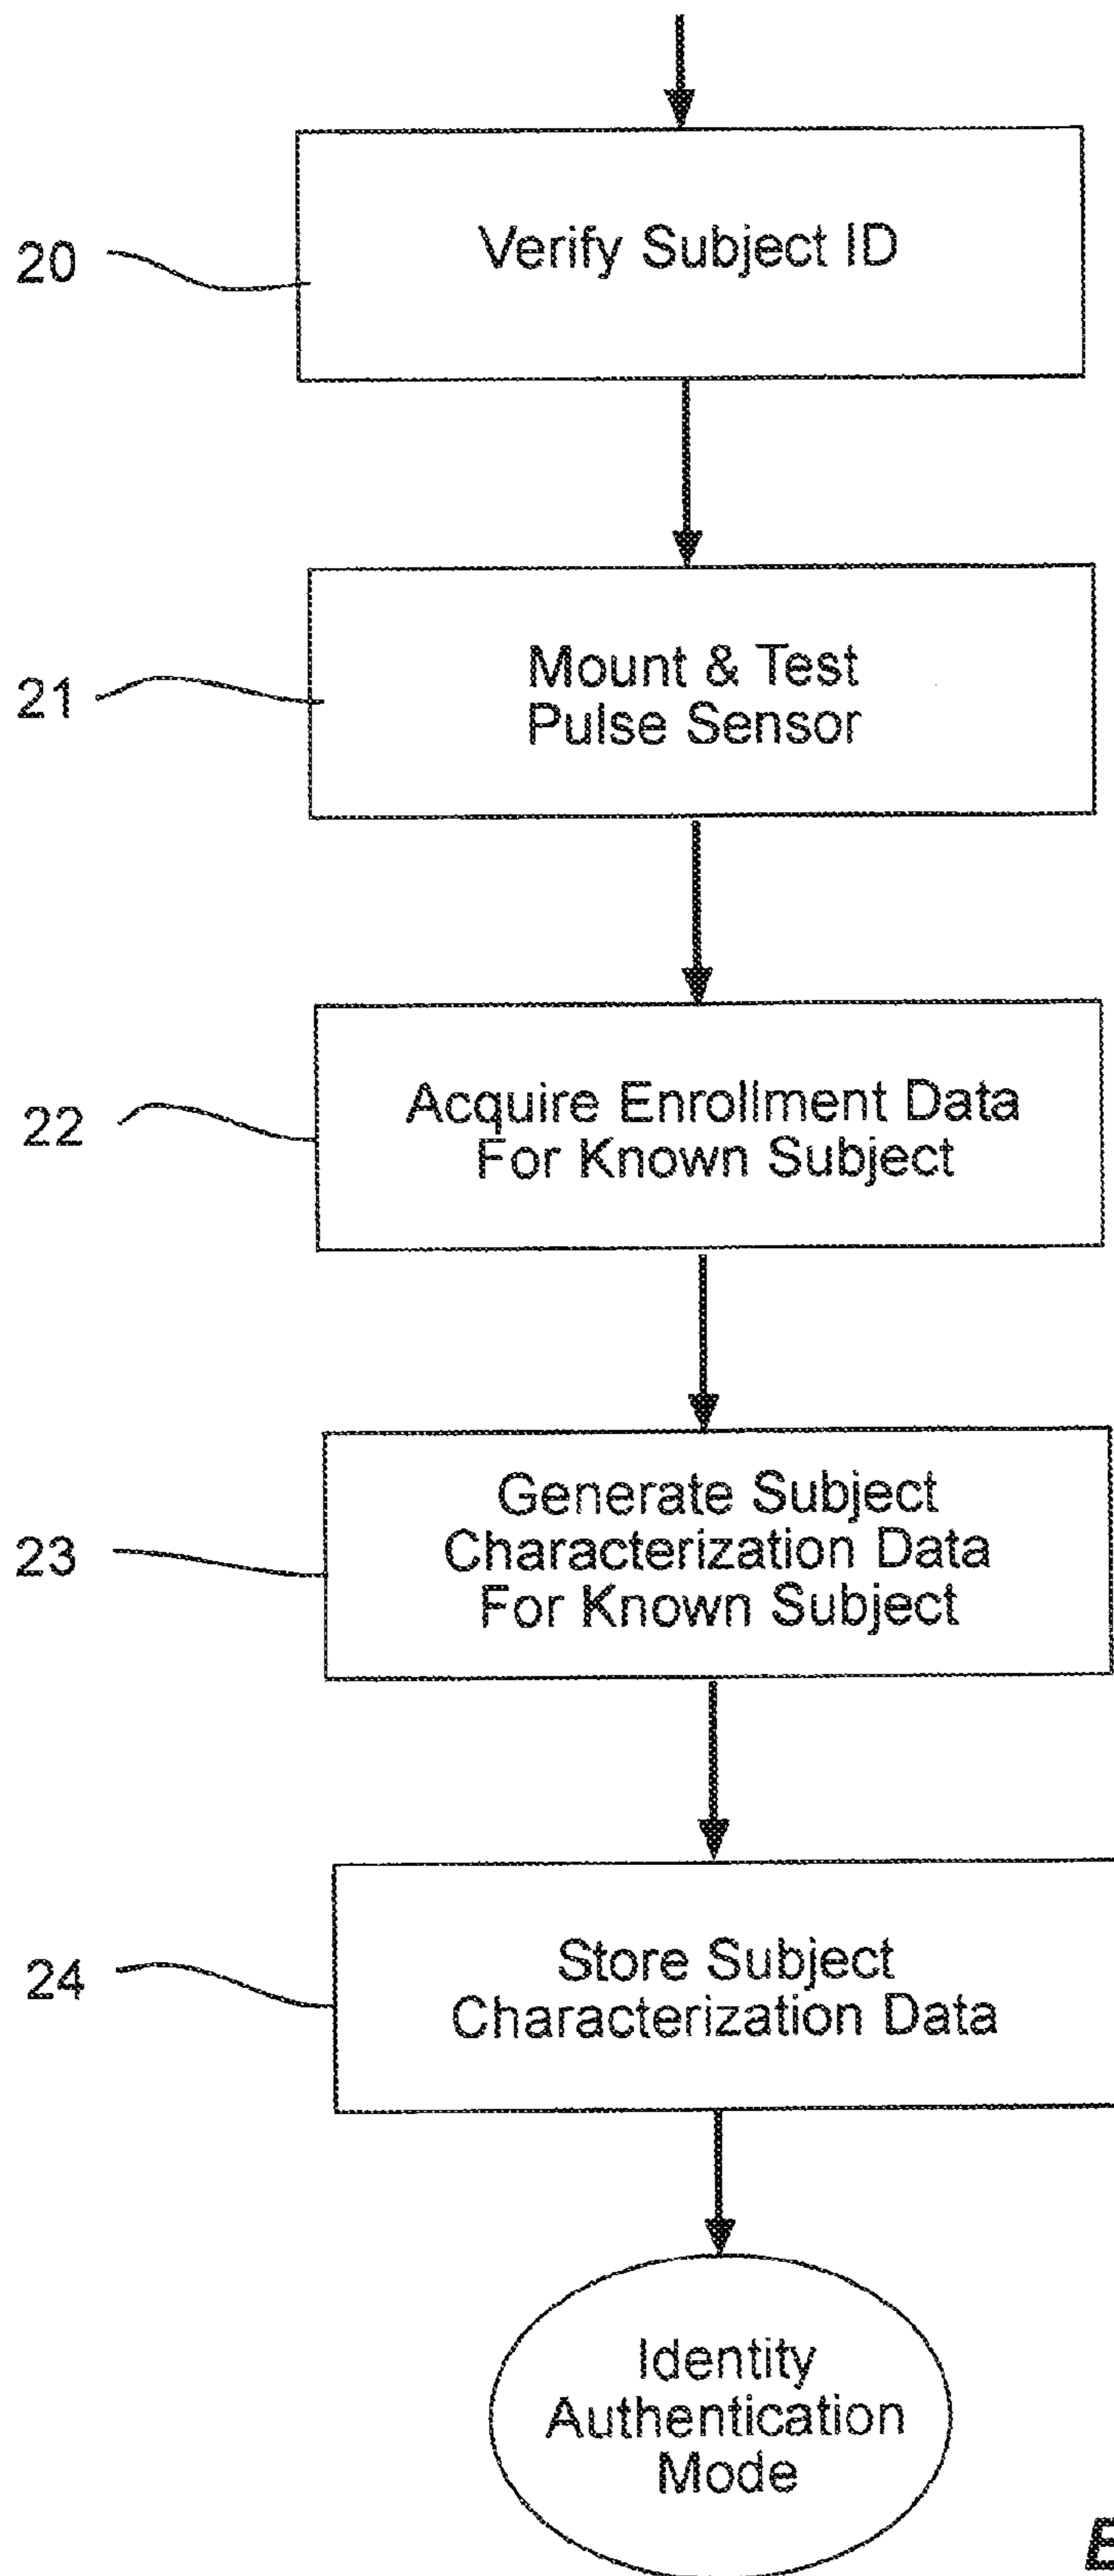 20
Verify Subject ID
21
Mount & Test
Pulse Sensor
22
Acquire Enrollment Data
For Known Subject
23
Generate Subject
Characterization Data
For Known Subject
24
Store Subject
Characterization Data
Identity
Authentication
Mode